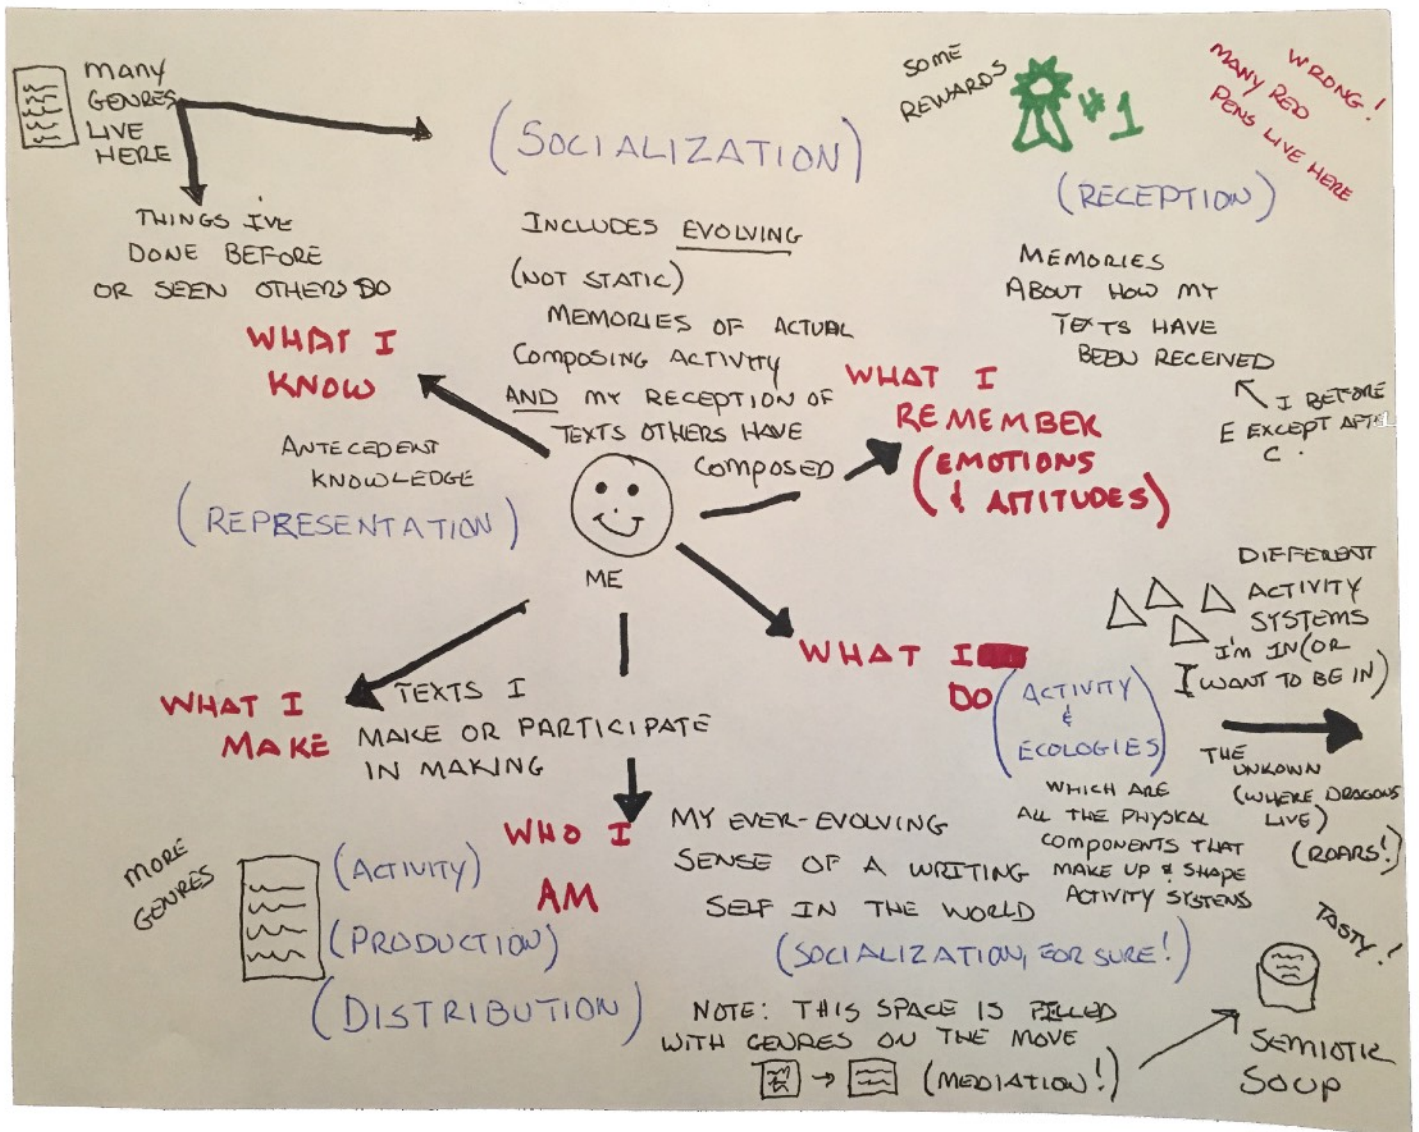 MANY
GENRES
LIVE
HERE
(SOCIALIZATION)
SOME
REWARDS
#1
WRONG!
MANY RED
PENS LIVE HERE
(RECEPTION)
THINGS I'VE
DONE BEFORE
OR SEEN OTHERS DO
INCLUDES EVOLVING
(NOT STATIC)
MEMORIES OF ACTUAL
COMPOSING ACTIVITY
AND MY RECEPTION OF
TEXTS OTHERS HAVE
COMPOSED
MEMORIES
ABOUT HOW MY
TEXTS HAVE
BEEN RECEIVED
I BEFORE
E EXCEPT AFTER
C.
WHAT I
KNOW
ANTECEDENT
KNOWLEDGE
(REPRESENTATION)
WHAT I
REMEMBER
(EMOTIONS
& ATTITUDES)
ME
DIFFERENT
ACTIVITY
SYSTEMS
I'M IN (OR
I WANT TO BE IN)
WHAT I
DO
(ACTIVITY
&
ECOLOGIES)
WHICH ARE
ALL THE PHYSICAL
COMPONENTS THAT
MAKE UP & SHAPE
ACTIVITY SYSTEMS
THE
UNKOWN
(WHERE DRAGONS
LIVE)
(ROARS!)
WHAT I
MAKE
TEXTS I
MAKE OR PARTICIPATE
IN MAKING
MORE
GENRES
(ACTIVITY)
(PRODUCTION)
(DISTRIBUTION)
WHO I
AM
MY EVER-EVOLVING
SENSE OF A WRITING
SELF IN THE WORLD
(SOCIALIZATION, FOR SURE!)
NOTE: THIS SPACE IS FILLED
WITH GENRES ON THE MOVE
(MEDIATION!)
TASTY!
SEMIOTIC
SOUP